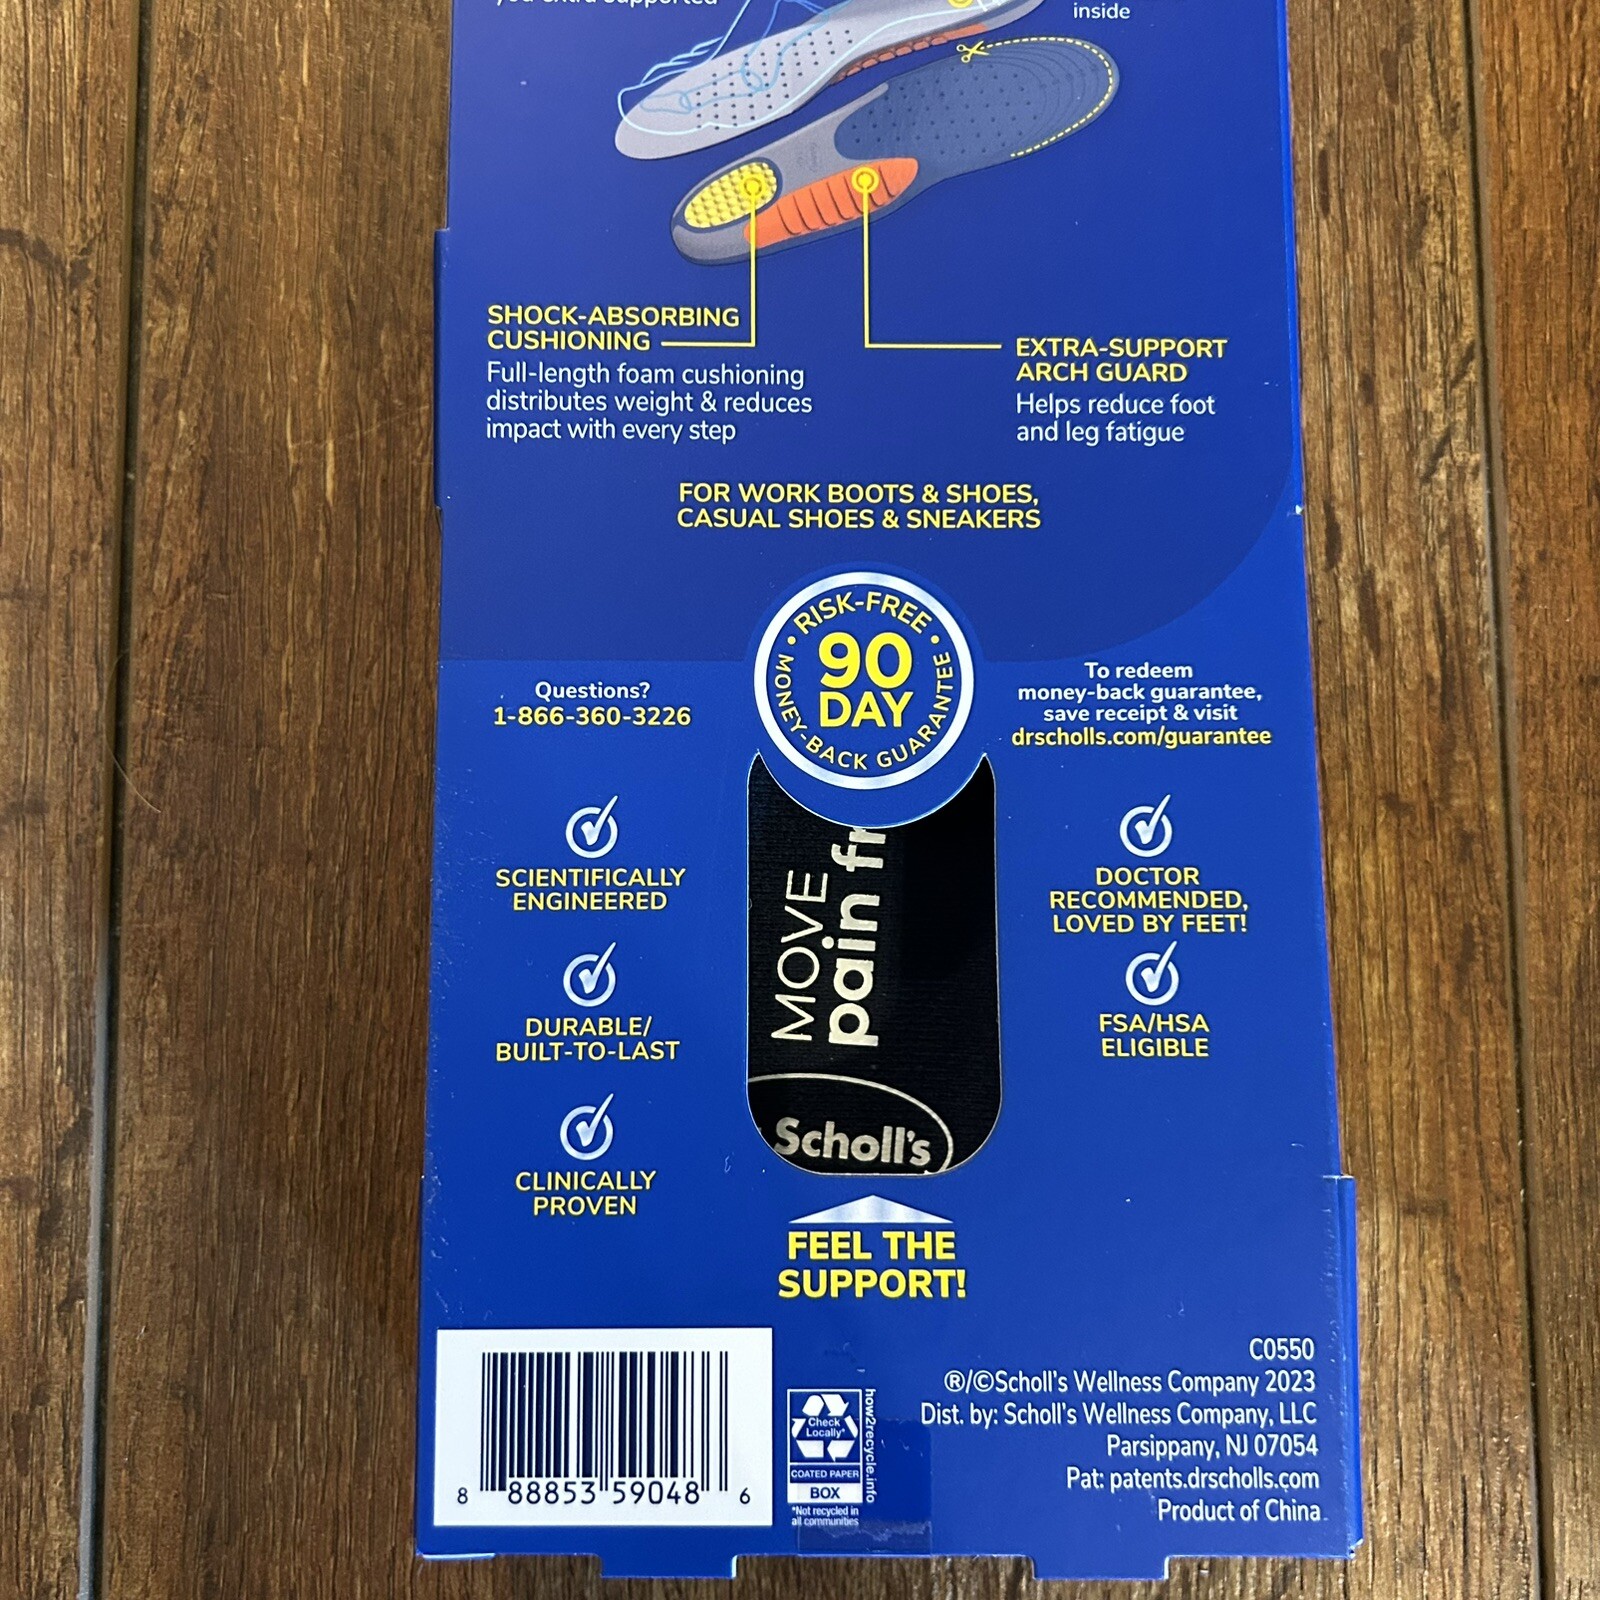 extra supported
inside
SHOCK-ABSORBING
CUSHIONING
Full-length foam cushioning
distributes weight & reduces
impact with every step
EXTRA-SUPPORT
ARCH GUARD
Helps reduce foot
and leg fatigue
FOR WORK BOOTS & SHOES,
CASUAL SHOES & SNEAKERS
• RISK-FREE •
90
DAY
MONEY-BACK GUARANTEE
Questions?
1-866-360-3226
To redeem
money-back guarantee,
save receipt & visit
drscholls.com/guarantee
SCIENTIFICALLY
ENGINEERED
DURABLE/
BUILT-TO-LAST
CLINICALLY
PROVEN
MOVE
pain fr
Scholl's
DOCTOR
RECOMMENDED,
LOVED BY FEET!
FSA/HSA
ELIGIBLE
FEEL THE
SUPPORT!
8 88853 59048 6
Check
Locally*
COATED PAPER
BOX
*Not recycled in
all communities
how2recycle.info
C0550
®/©Scholl's Wellness Company 2023
Dist. by: Scholl's Wellness Company, LLC
Parsippany, NJ 07054
Pat: patents.drscholls.com
Product of China